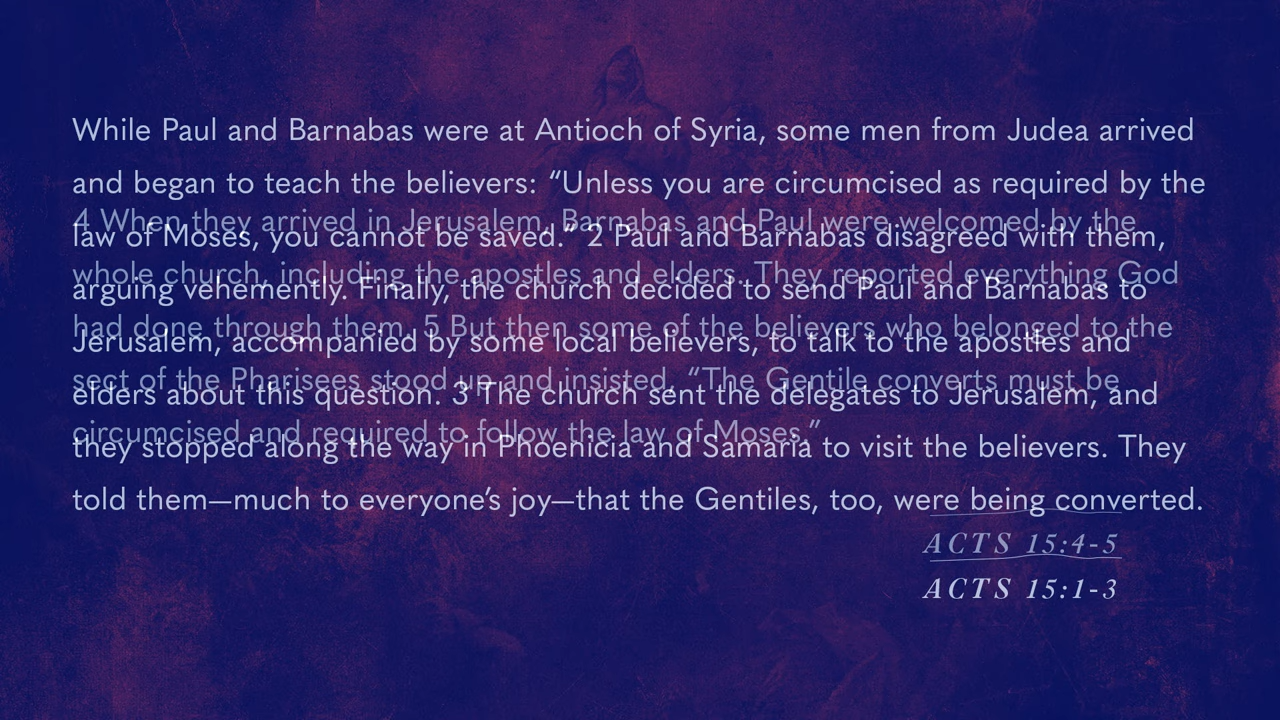 While Paul and Barnabas were at Antioch of Syria, some men from Judea arrived
and began to teach the believers: “Unless you are circumcised as required by the
law of Moses, you cannot be saved.” 2 Paul and Barnabas disagreed with them,
arguing vehemently. Finally, the church decided to send Paul and Barnabas to
Jerusalem, accompanied by some local believers, to talk to the apostles and
elders about this question. 3 The church sent the delegates to Jerusalem, and
they stopped along the way in Phoenicia and Samaria to visit the believers. They
told them—much to everyone’s joy—that the Gentiles, too, were being converted.
ACTS 15:1-3
4 When they arrived in Jerusalem, Barnabas and Paul were welcomed by the
whole church, including the apostles and elders. They reported everything God
had done through them. 5 But then some of the believers who belonged to the
sect of the Pharisees stood up and insisted, “The Gentile converts must be
circumcised and required to follow the law of Moses.”
ACTS 15:4-5